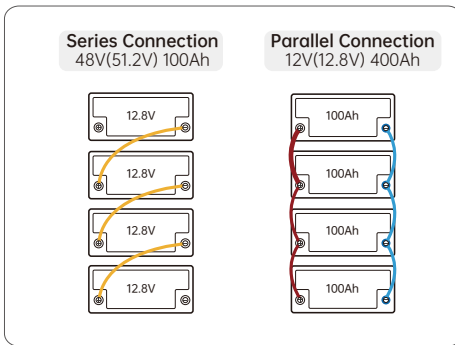 Series Connection
48V(51.2V) 100Ah
12.8V
12.8V
12.8V
12.8V
Parallel Connection
12V(12.8V) 400Ah
100Ah
100Ah
100Ah
100Ah